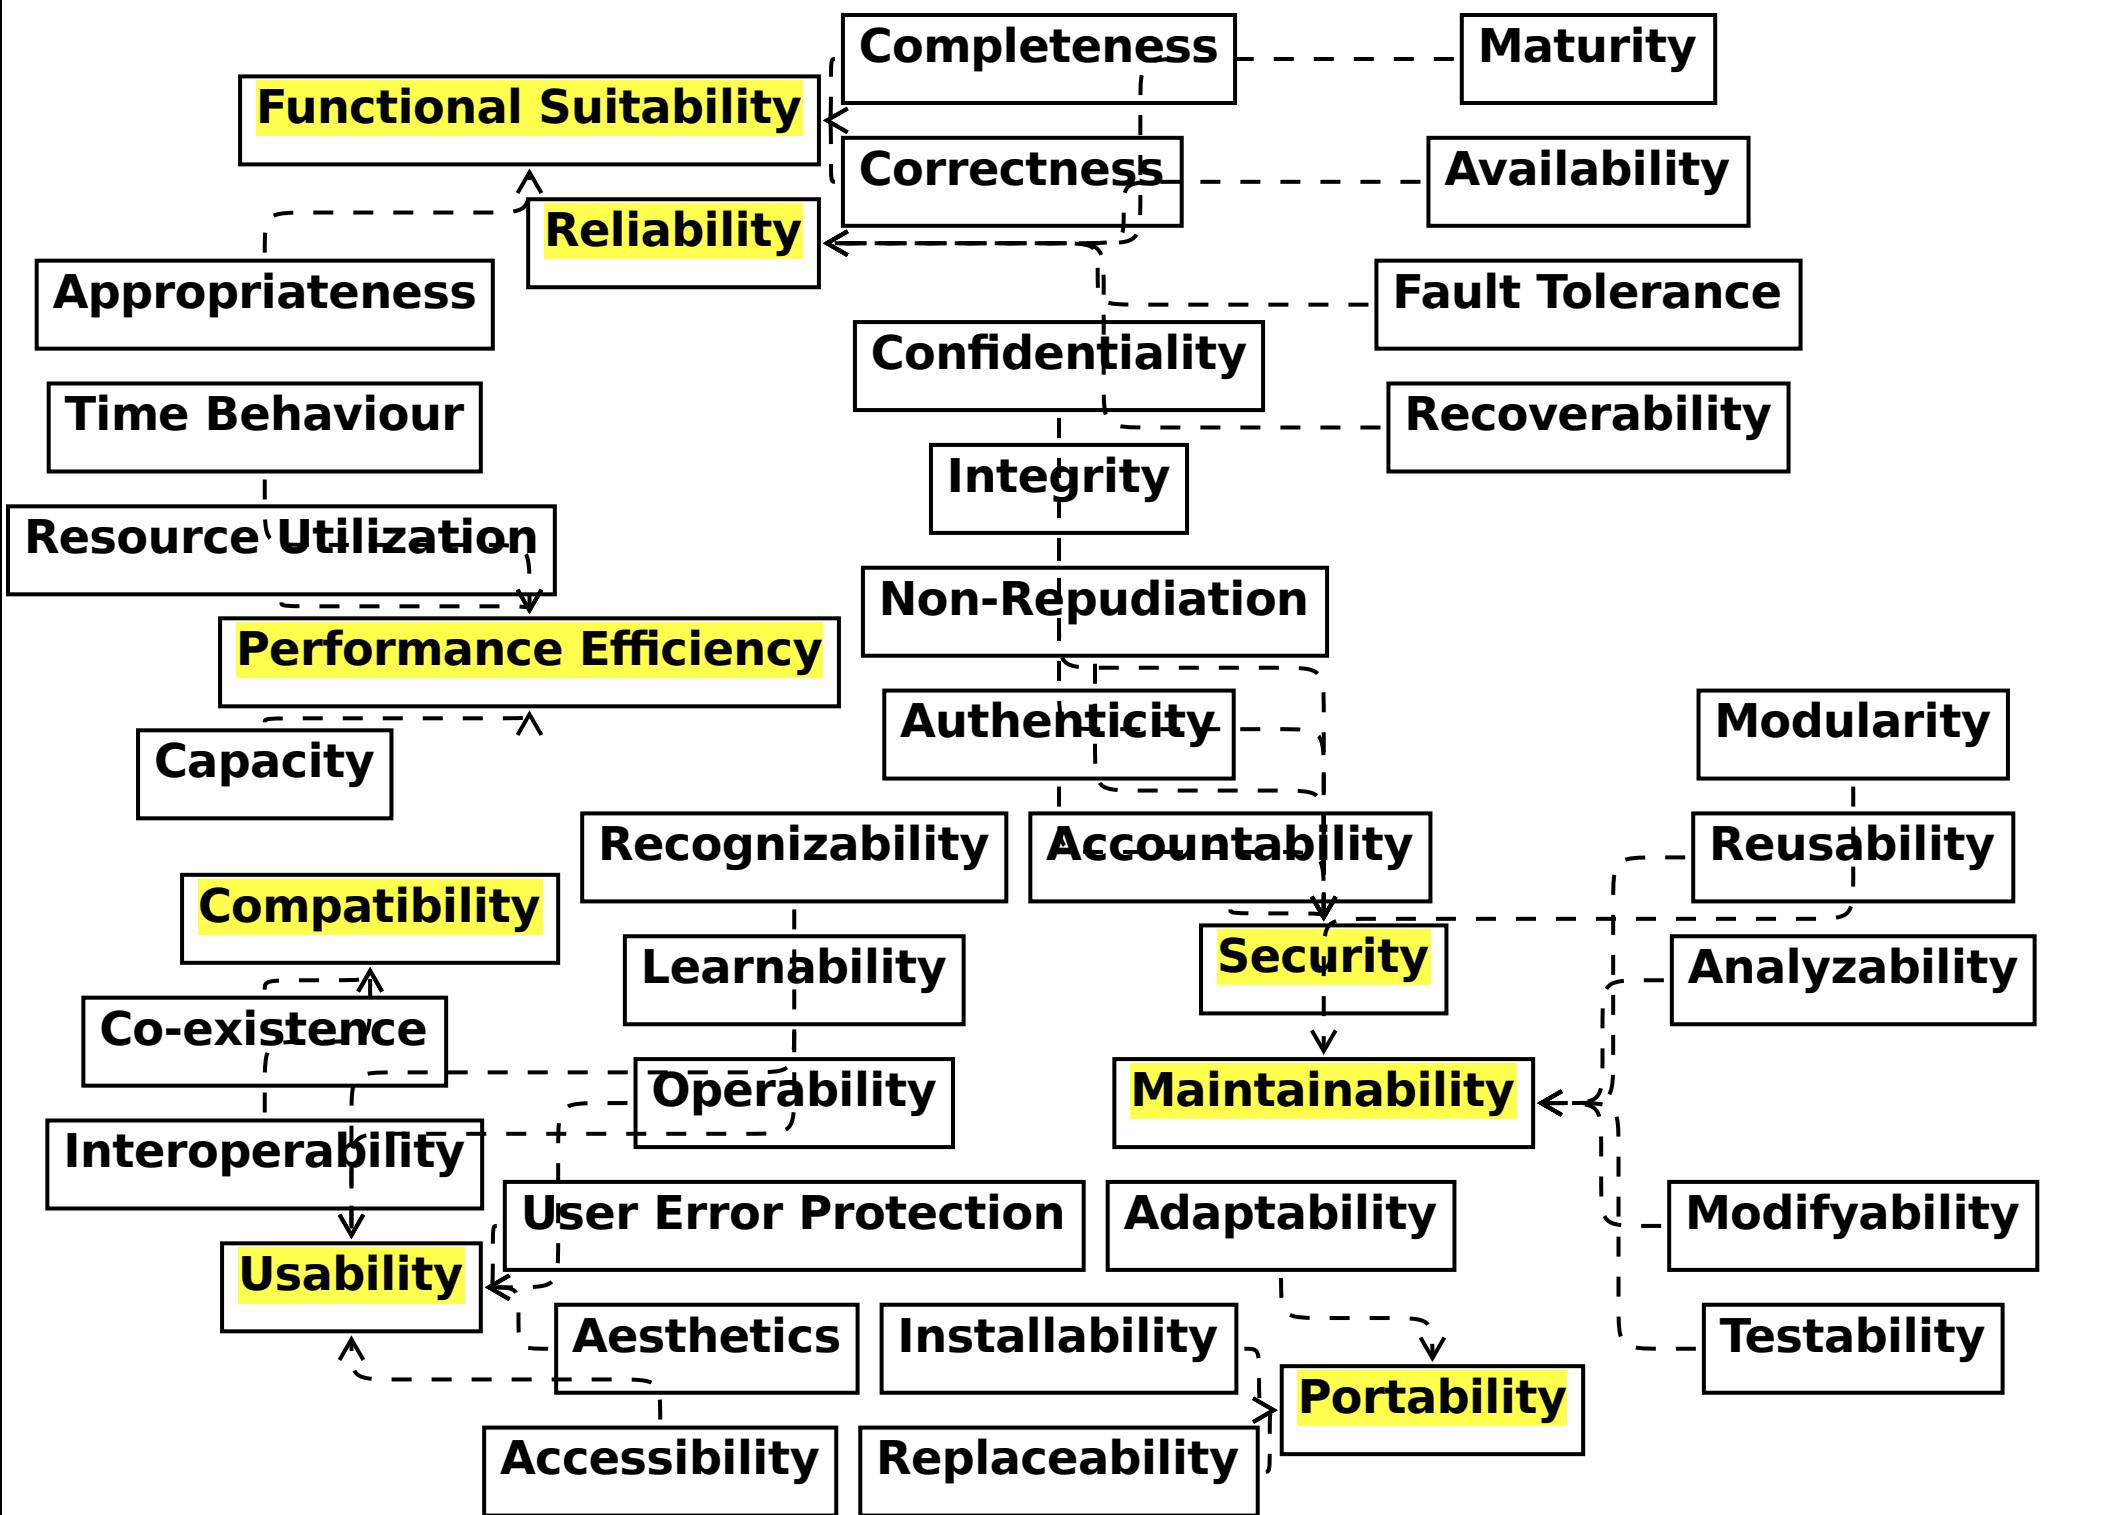 Completeness
Maturity
Functional Suitability
Correctness
Availability
Reliability
Appropriateness
Fault Tolerance
Confidentiality
Time Behaviour
Recoverability
Integrity
Resource Utilization
Non-Repudiation
Performance Efficiency
Authenticity
Modularity
Capacity
Recognizability
Accountability
Reusability
Compatibility
Learnability
Security
Analyzability
Co-existence
Operability
Maintainability
Interoperability
User Error Protection
Adaptability
Modifyability
Usability
Aesthetics
Installability
Testability
Portability
Accessibility
Replaceability